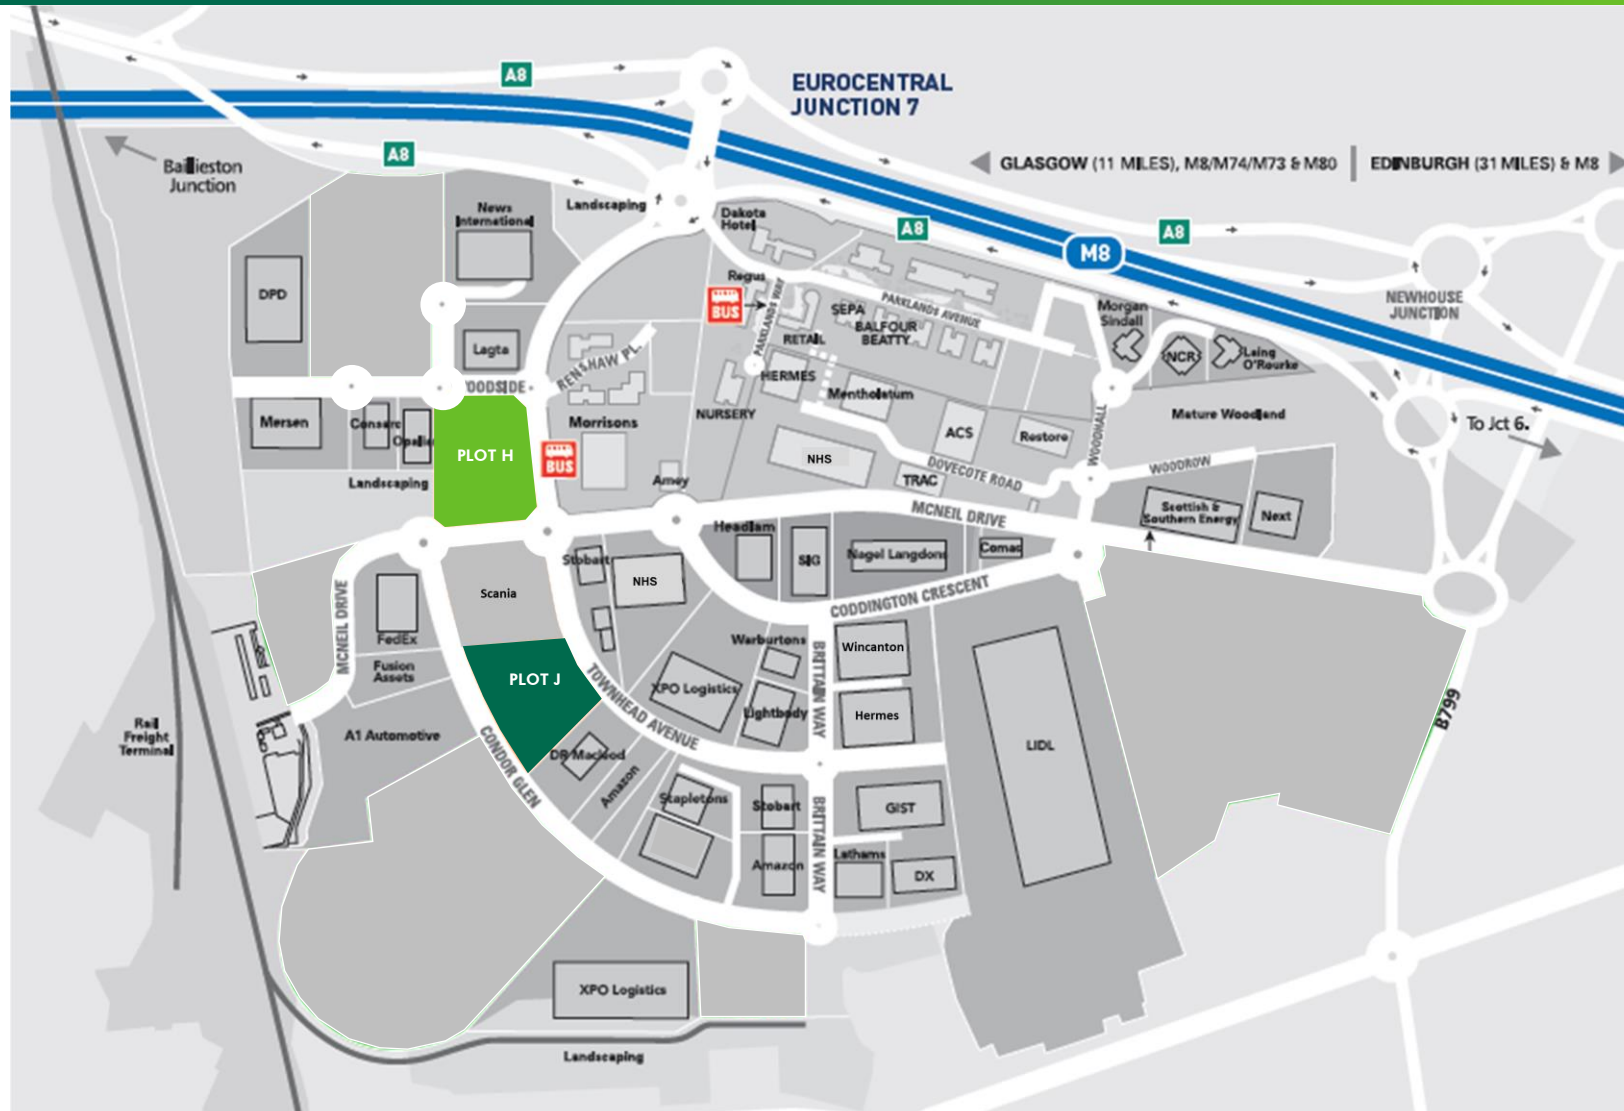 A8
EUROCENTRAL
JUNCTION 7
A8
Baillieston
Junction
GLASGOW (11 MILES), M8/M74/M73 & M80
EDINBURGH (31 MILES) & M8
News
International
Landscaping
Dakota
Hotel
A8
A8
M8
DPD
Regus
BUS
PARKLANDS WAY
PARKLANDS AVENUE
SEPA
BALFOUR
BEATTY
RETAIL
Morgan
Sindall
NEWHOUSE
JUNCTION
NCR
Laing
O'Rourke
Lagta
RENSHAW PL.
WOODSIDE
HERMES
Mentholatum
NURSERY
Mersen
Morrisons
ACS
Restore
WOODHALL
Mature Woodland
To Jct 6.
PLOT H
BUS
NHS
DOVECOTE ROAD
WOODROW
Landscaping
Amey
TRAC
MCNEIL DRIVE
Scottish &
Southern Energy
Next
Headlam
SIG
Nagel Langdons
Comas
Stobart
NHS
Scania
MCNEIL DRIVE
FedEx
CODDINGTON CRESCENT
Fusion
Assets
Warburtons
BRITTAIN WAY
Wincanton
PLOT J
TOWNHEAD AVENUE
XPO Logistics
Lightbody
Hermes
B799
Rail
Freight
Terminal
A1 Automotive
CONDOR GLEN
DR Macleod
LIDL
Amazon
Stapletons
Stobart
BRITTAIN WAY
GIST
Amazon
Lathams
DX
XPO Logistics
Landscaping